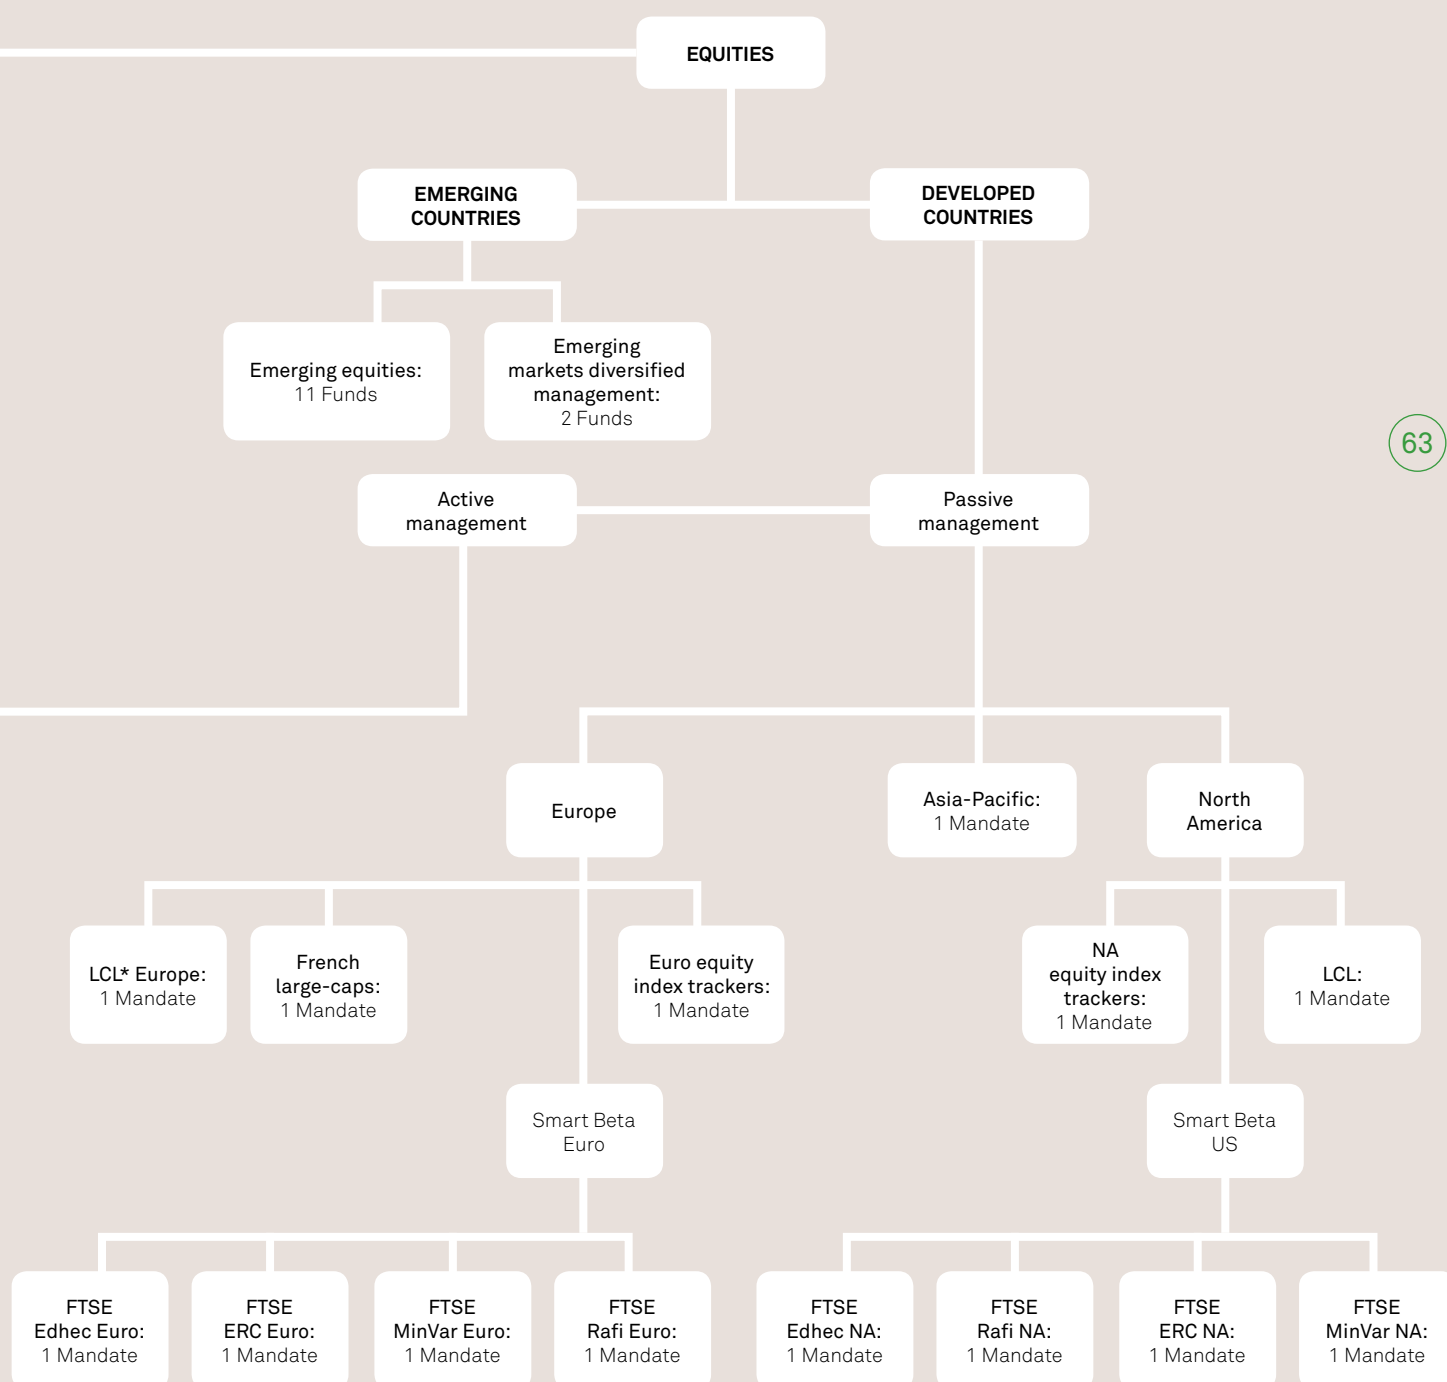 EQUITIES
EMERGING
COUNTRIES
DEVELOPED
COUNTRIES
Emerging equities:
11 Funds
Emerging
markets diversified
management:
2 Funds
63
Active
management
Passive
management
Europe
Asia-Pacific:
1 Mandate
North
America
LCL* Europe:
1 Mandate
French
large-caps:
1 Mandate
Euro equity
index trackers:
1 Mandate
NA
equity index
trackers:
1 Mandate
LCL:
1 Mandate
Smart Beta
Euro
Smart Beta
US
FTSE
Edhec Euro:
1 Mandate
FTSE
ERC Euro:
1 Mandate
FTSE
MinVar Euro:
1 Mandate
FTSE
Rafi Euro:
1 Mandate
FTSE
Edhec NA:
1 Mandate
FTSE
Rafi NA:
1 Mandate
FTSE
ERC NA:
1 Mandate
FTSE
MinVar NA:
1 Mandate